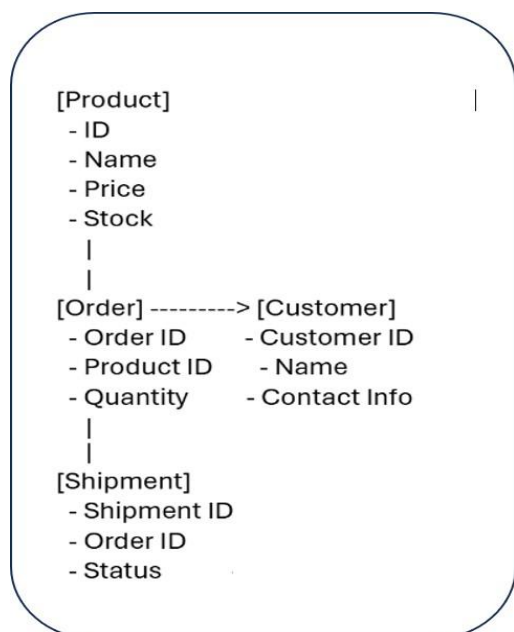 [Product]
- ID
- Name
- Price
- Stock
|
|
[Order] ---------> [Customer]
- Order ID - Customer ID
- Product ID - Name
- Quantity - Contact Info
|
|
[Shipment]
- Shipment ID
- Order ID
- Status